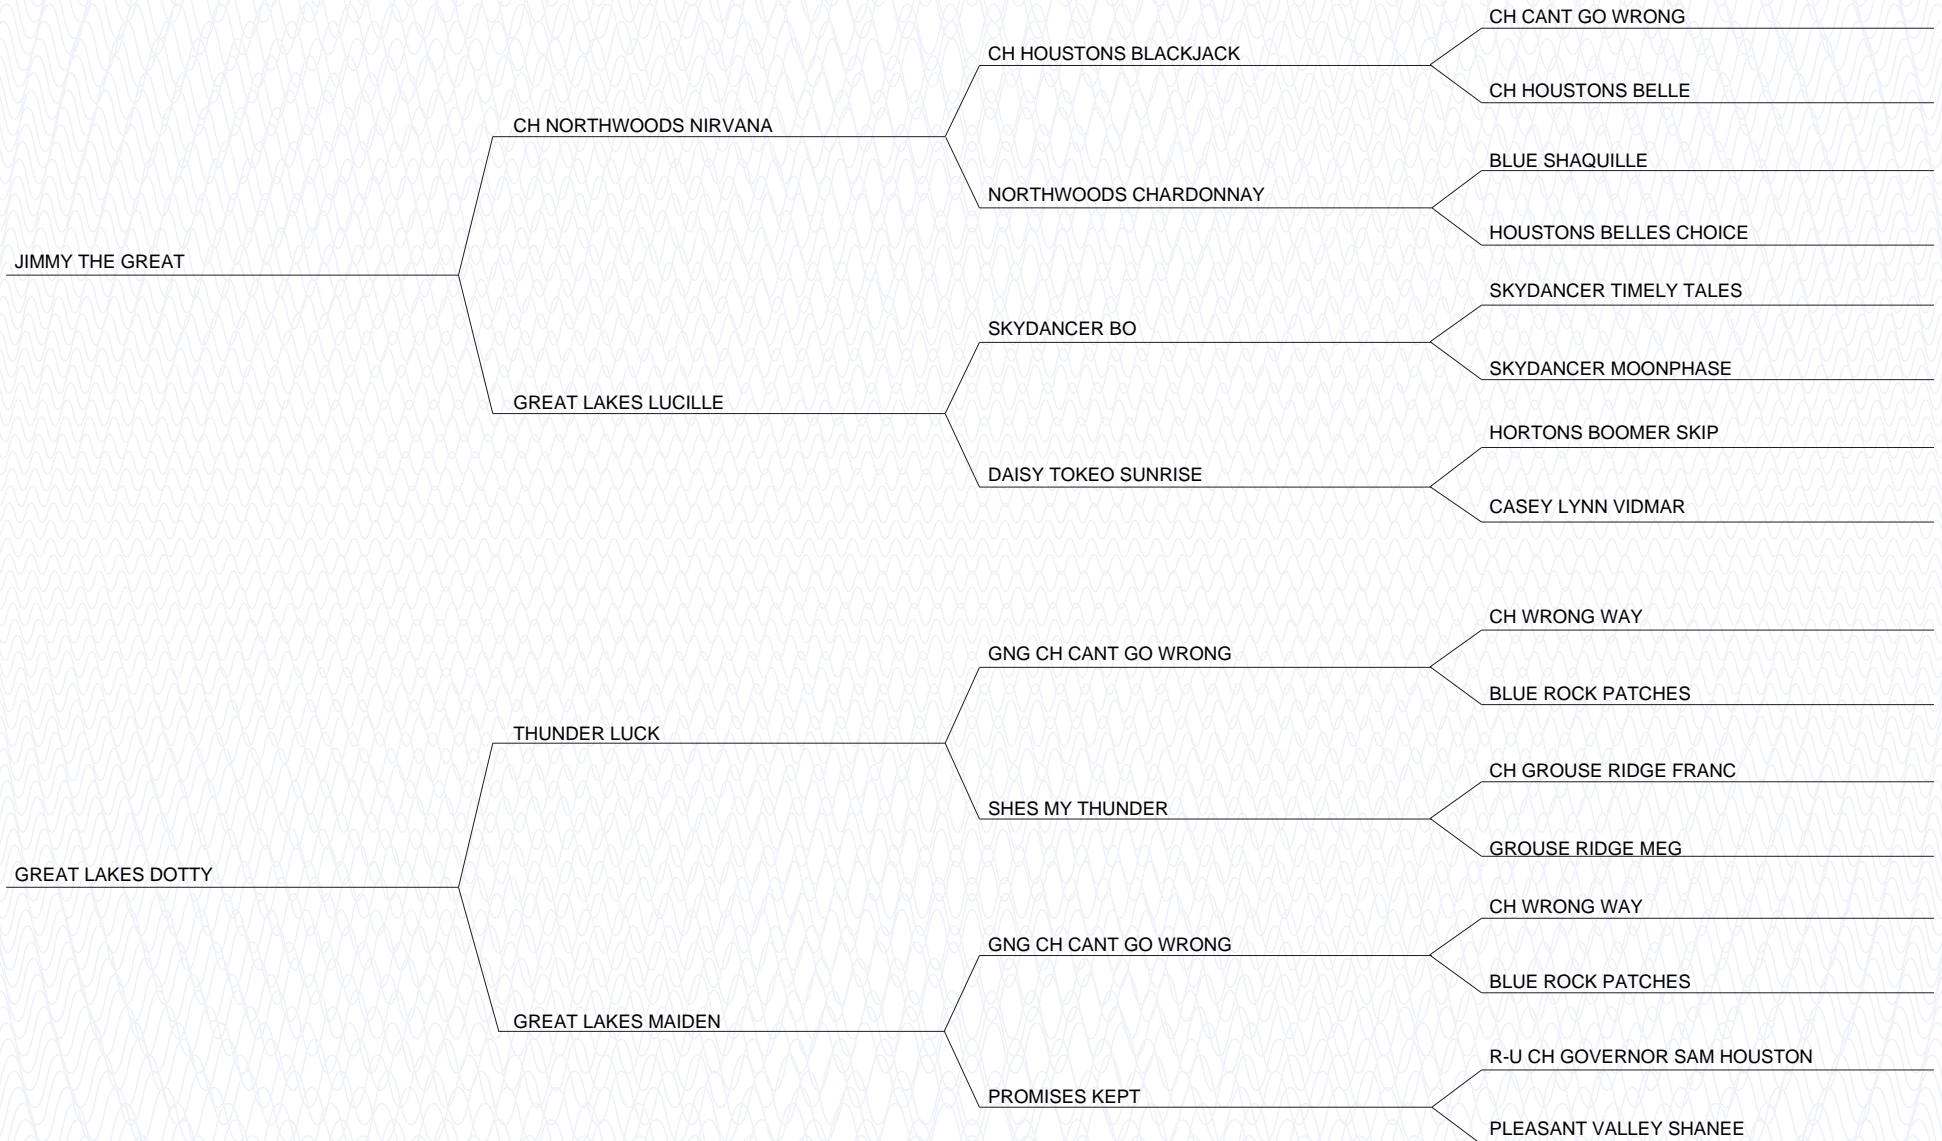 CH CANT GO WRONG
CH HOUSTONS BLACKJACK
CH HOUSTONS BELLE
CH NORTHWOODS NIRVANA
BLUE SHAQUILLE
NORTHWOODS CHARDONNAY
HOUSTONS BELLES CHOICE
JIMMY THE GREAT
SKYDANCER TIMELY TALES
SKYDANCER BO
SKYDANCER MOONPHASE
GREAT LAKES LUCILLE
HORTONS BOOMER SKIP
DAISY TOKEO SUNRISE
CASEY LYNN VIDMAR
CH WRONG WAY
GNG CH CANT GO WRONG
BLUE ROCK PATCHES
THUNDER LUCK
CH GROUSE RIDGE FRANC
SHES MY THUNDER
GROUSE RIDGE MEG
GREAT LAKES DOTTY
CH WRONG WAY
GNG CH CANT GO WRONG
BLUE ROCK PATCHES
GREAT LAKES MAIDEN
R-U CH GOVERNOR SAM HOUSTON
PROMISES KEPT
PLEASANT VALLEY SHANEE